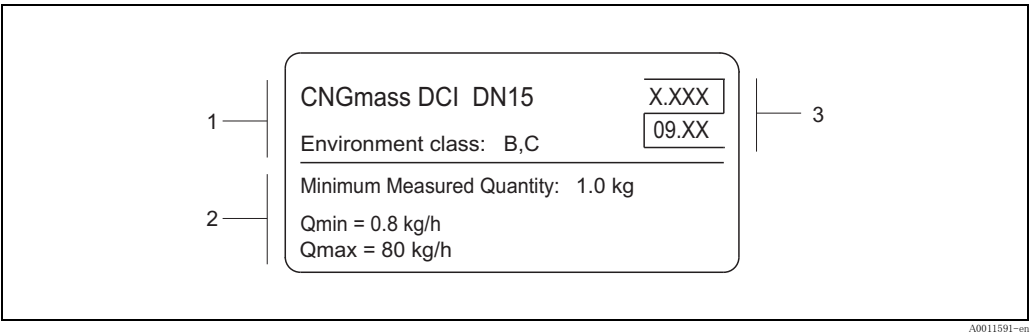 CNGmass DCI DN15
X.XXX
1
3
09.XX
Environment class: B,C
Minimum Measured Quantity: 1.0 kg
2
Qmin = 0.8 kg/h
Qmax = 80 kg/h
A0011591-en